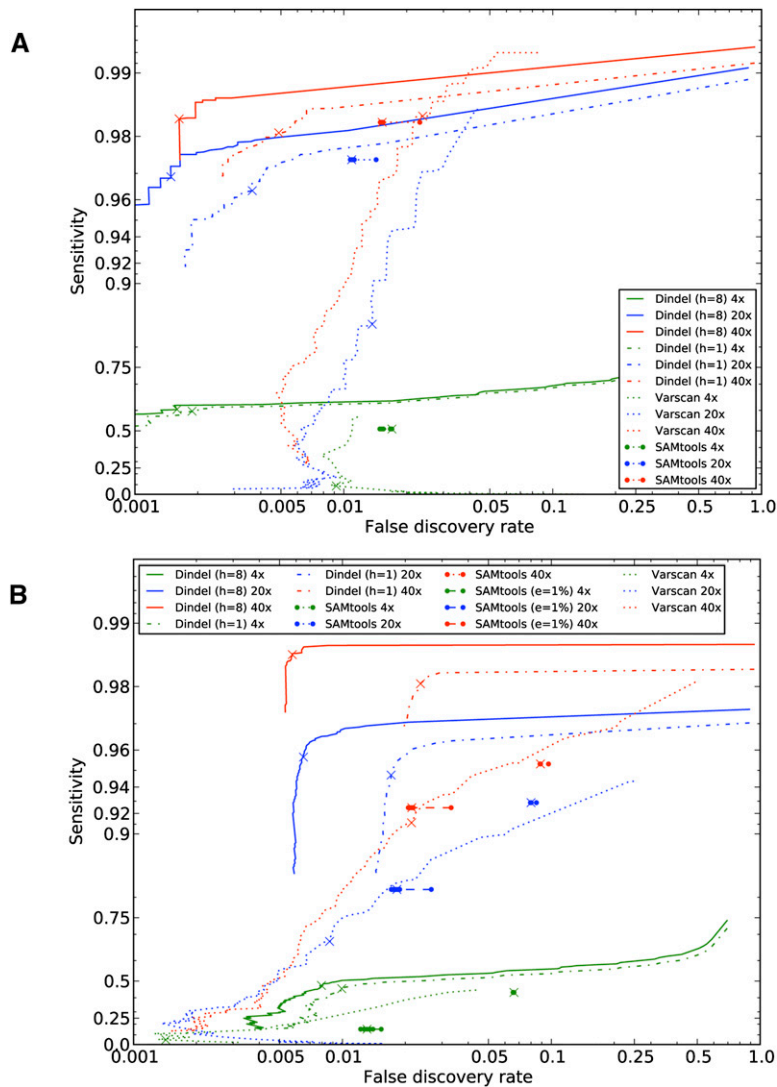 A
Sensitivity
0.99
0.98
0.96
0.94
0.92
0.9
0.75
0.5
0.25
0.0
Dindel (h=8) 4x
Dindel (h=8) 20x
Dindel (h=8) 40x
Dindel (h=1) 4x
Dindel (h=1) 20x
Dindel (h=1) 40x
Varscan 4x
Varscan 20x
Varscan 40x
SAMtools 4x
SAMtools 20x
SAMtools 40x
0.001 0.005 0.01 0.05 0.1 0.25 0.5 1.0
False discovery rate
B
Dindel (h=8) 4x Dindel (h=1) 20x SAMtools 40x Varscan 4x
Dindel (h=8) 20x Dindel (h=1) 40x SAMtools (e=1%) 4x Varscan 20x
Dindel (h=8) 40x SAMtools 4x SAMtools (e=1%) 20x Varscan 40x
Dindel (h=1) 4x SAMtools 20x SAMtools (e=1%) 40x
Sensitivity
0.99
0.98
0.96
0.94
0.92
0.9
0.75
0.5
0.25
0.0
0.001 0.005 0.01 0.05 0.1 0.25 0.5 1.0
False discovery rate